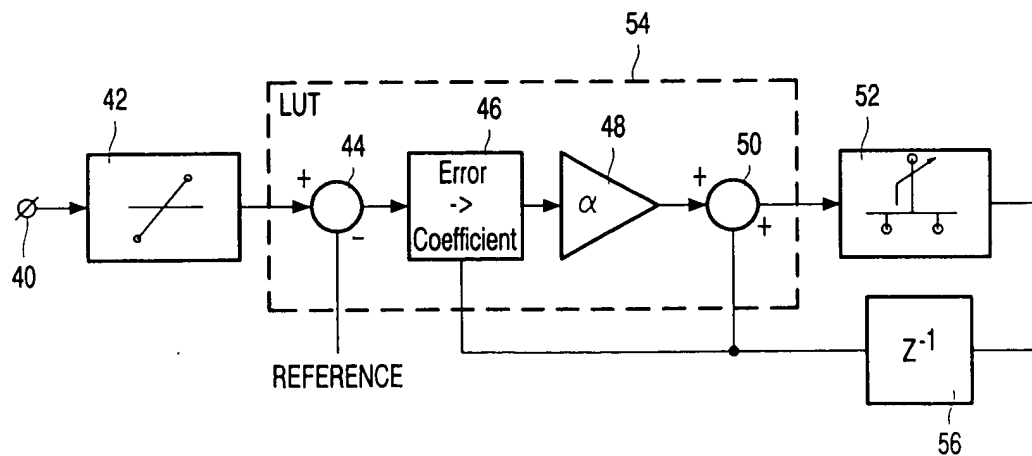 54
42
LUT
46
48
52
44
50
+
Error
->
Coefficient
α
+
-
+
40
REFERENCE
Z-1
56